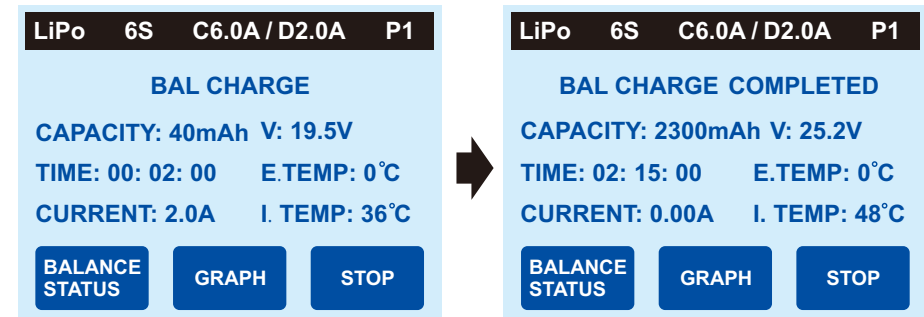 LiPo 6S C6.0A / D2.0A P1
BAL CHARGE
CAPACITY: 40mAh V: 19.5V
TIME: 00: 02: 00 E.TEMP: 0°C
CURRENT: 2.0A I. TEMP: 36°C
BALANCE
STATUS
GRAPH
STOP
LiPo 6S C6.0A / D2.0A P1
BAL CHARGE COMPLETED
CAPACITY: 2300mAh V: 25.2V
TIME: 02: 15: 00 E.TEMP: 0°C
CURRENT: 0.00A I. TEMP: 48°C
BALANCE
STATUS
GRAPH
STOP